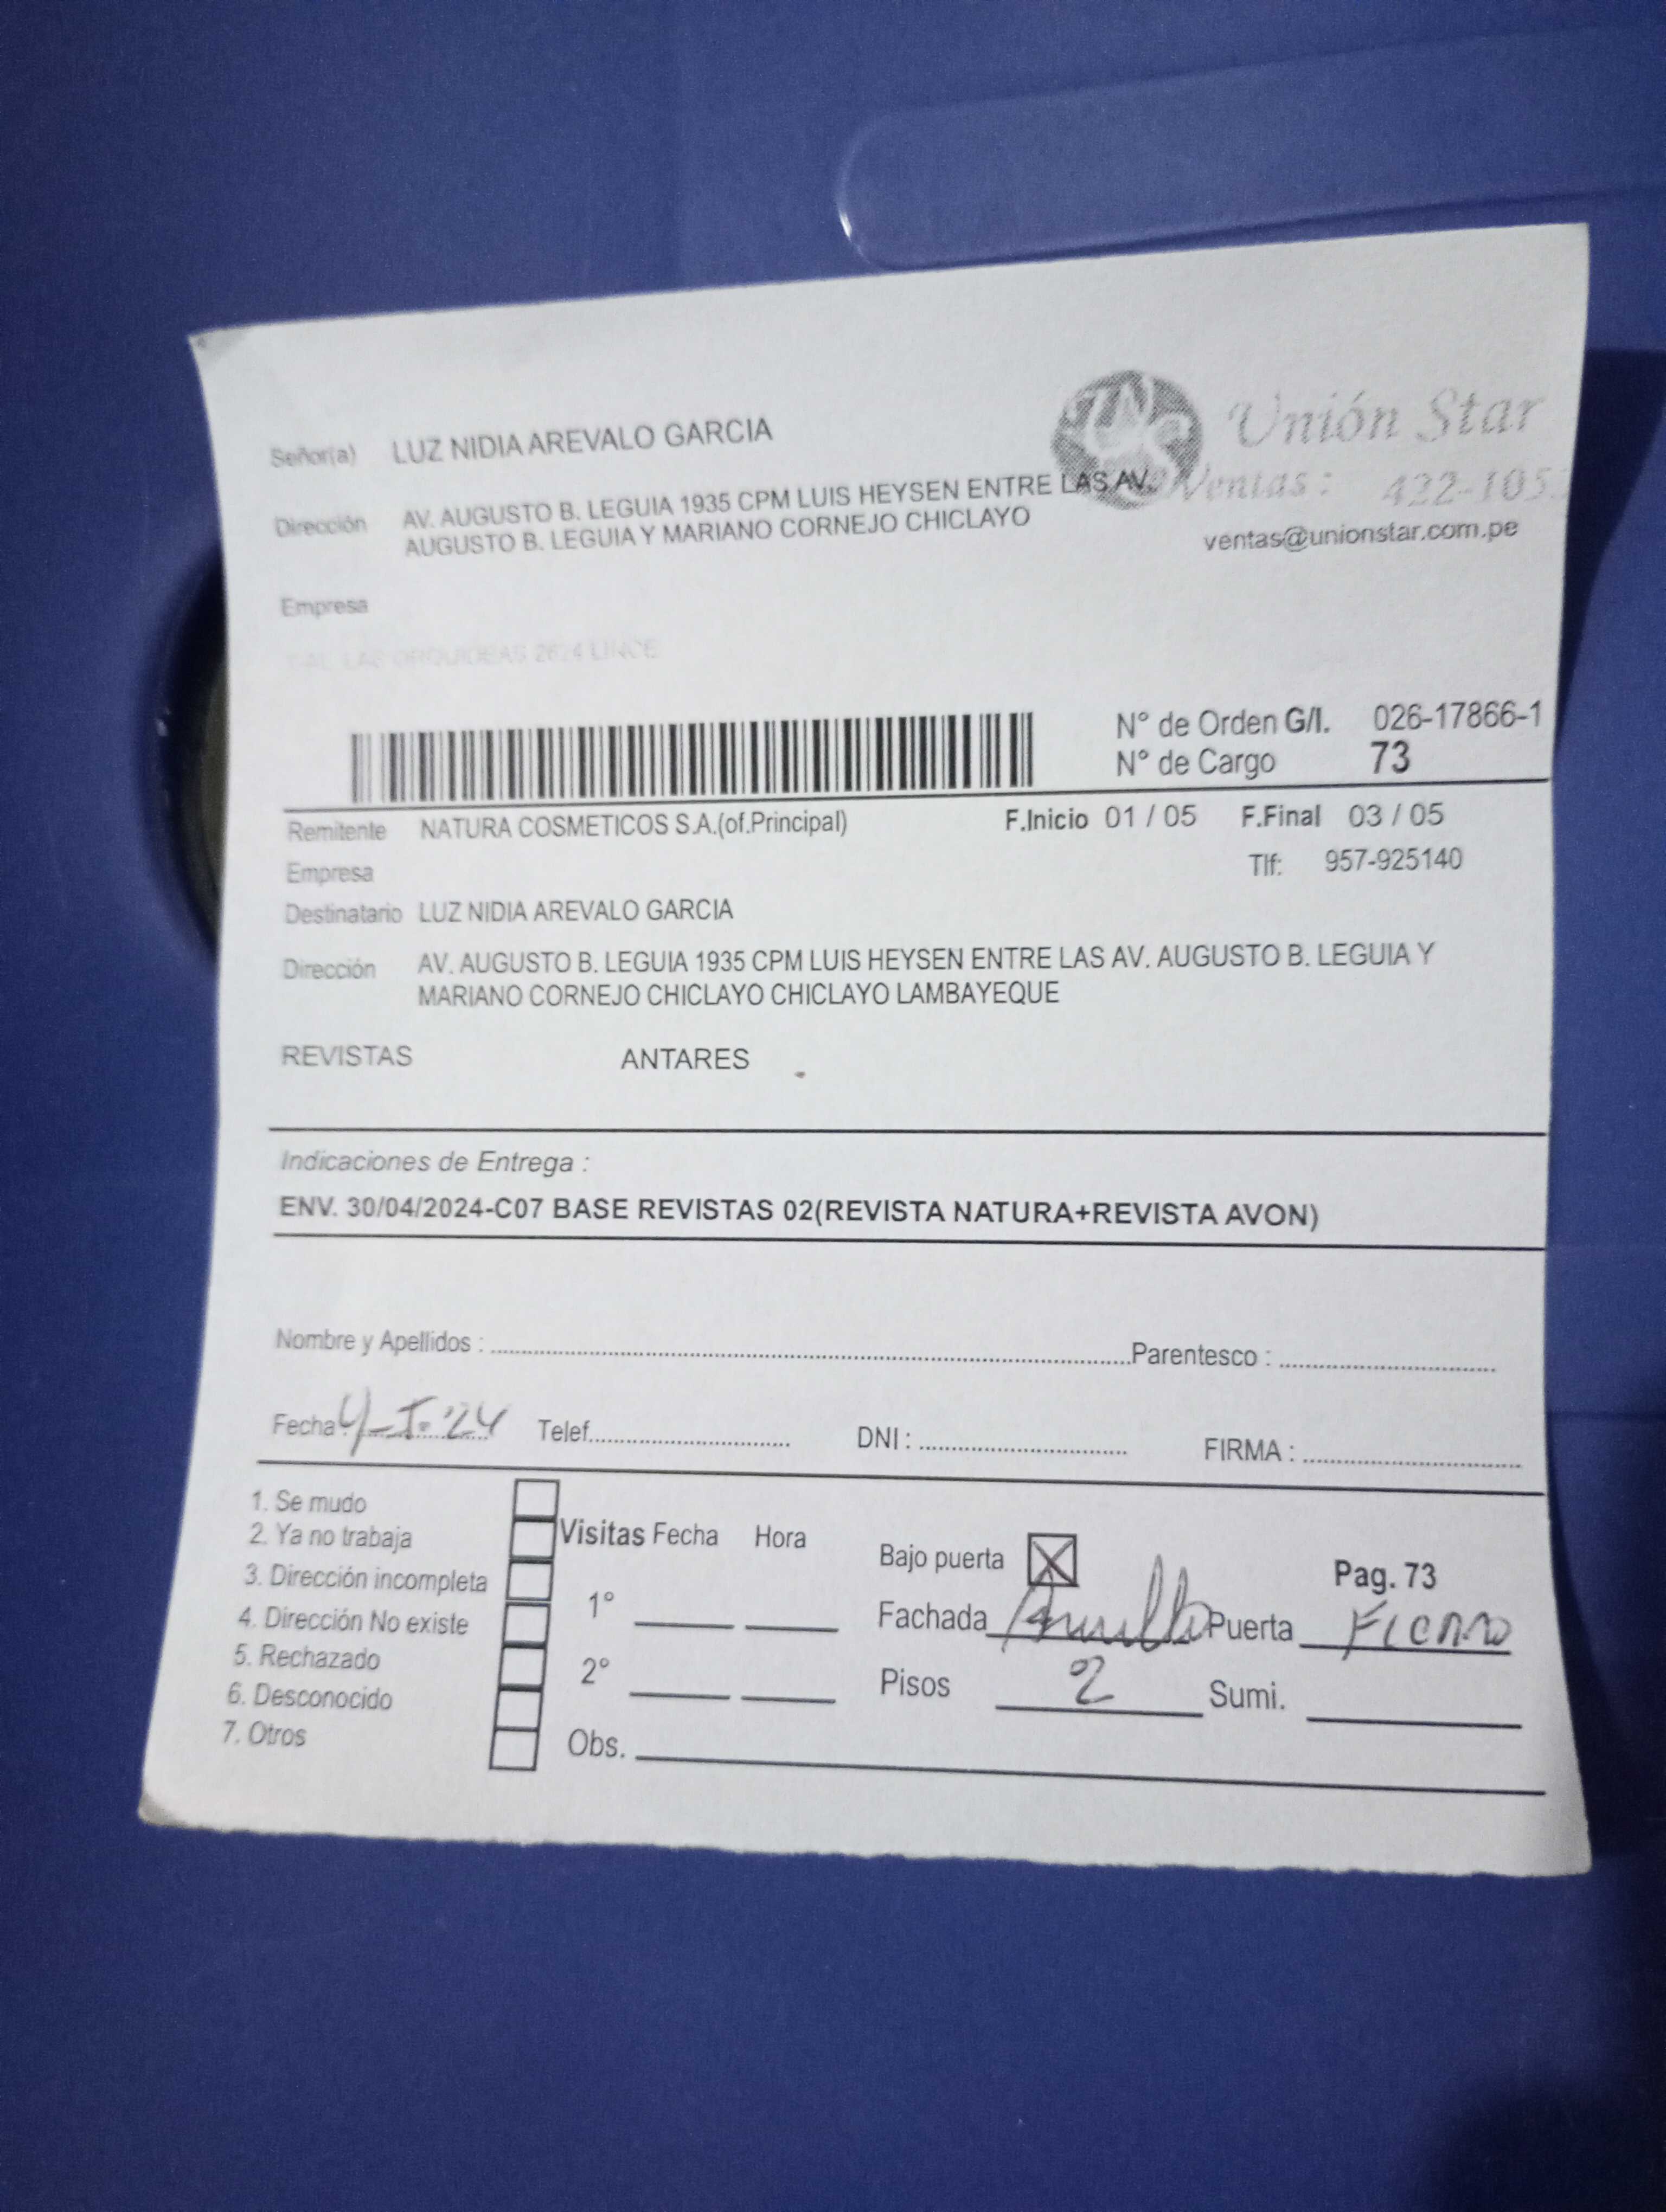 Unión Star
Señor(a) LUZ NIDIA AREVALO GARCIA
Ventas : 422-105
Dirección AV. AUGUSTO B. LEGUIA 1935 CPM LUIS HEYSEN ENTRE LAS AV.
AUGUSTO B. LEGUIA Y MARIANO CORNEJO CHICLAYO
ventas@unionstar.com.pe
Empresa
LAS ORQUIDEAS 2624 LINCE
N° de Orden G/I. 026-17866-1
N° de Cargo 73
Remitente NATURA COSMETICOS S.A.(of.Principal) F.Inicio 01 / 05 F.Final 03 / 05
Empresa Tlf: 957-925140
Destinatario LUZ NIDIA AREVALO GARCIA
Dirección AV. AUGUSTO B. LEGUIA 1935 CPM LUIS HEYSEN ENTRE LAS AV. AUGUSTO B. LEGUIA Y
MARIANO CORNEJO CHICLAYO CHICLAYO LAMBAYEQUE
REVISTAS ANTARES
Indicaciones de Entrega :
ENV. 30/04/2024-C07 BASE REVISTAS 02(REVISTA NATURA+REVISTA AVON)
Nombre y Apellidos : Parentesco :
Fecha : Telef. DNI : FIRMA :
1. Se mudo
2. Ya no trabaja
3. Dirección incompleta
4. Dirección No existe
5. Rechazado
6. Desconocido
7. Otros
Visitas Fecha Hora
1°
2°
Obs.
Bajo puerta X
Pag. 73
Fachada Puerta Fierro
Pisos 2 Sumi.